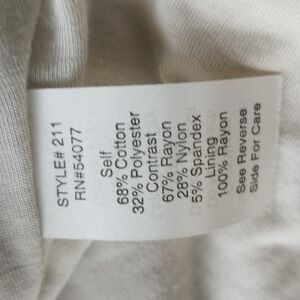 STYLE# 211
RN#54077
Self
68% Cotton
32% Polyester
Contrast
67% Rayon
28% Nylon
5% Spandex
Lining
100% Rayon
See Reverse
Side For Care